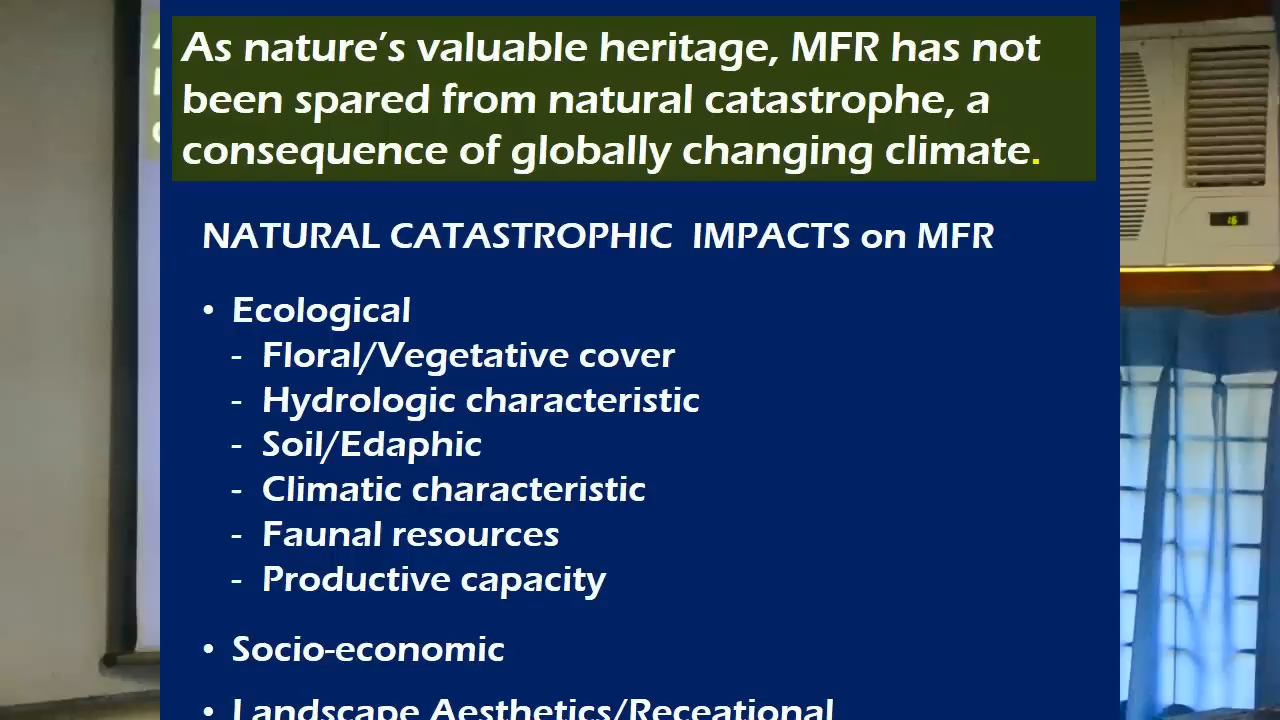 As nature's valuable heritage, MFR has not
been spared from natural catastrophe, a
consequence of globally changing climate.
NATURAL CATASTROPHIC IMPACTS on MFR
• Ecological
- Floral/Vegetative cover
- Hydrologic characteristic
- Soil/Edaphic
- Climatic characteristic
- Faunal resources
- Productive capacity
• Socio-economic
• Landscape Aesthetics/Receational
16